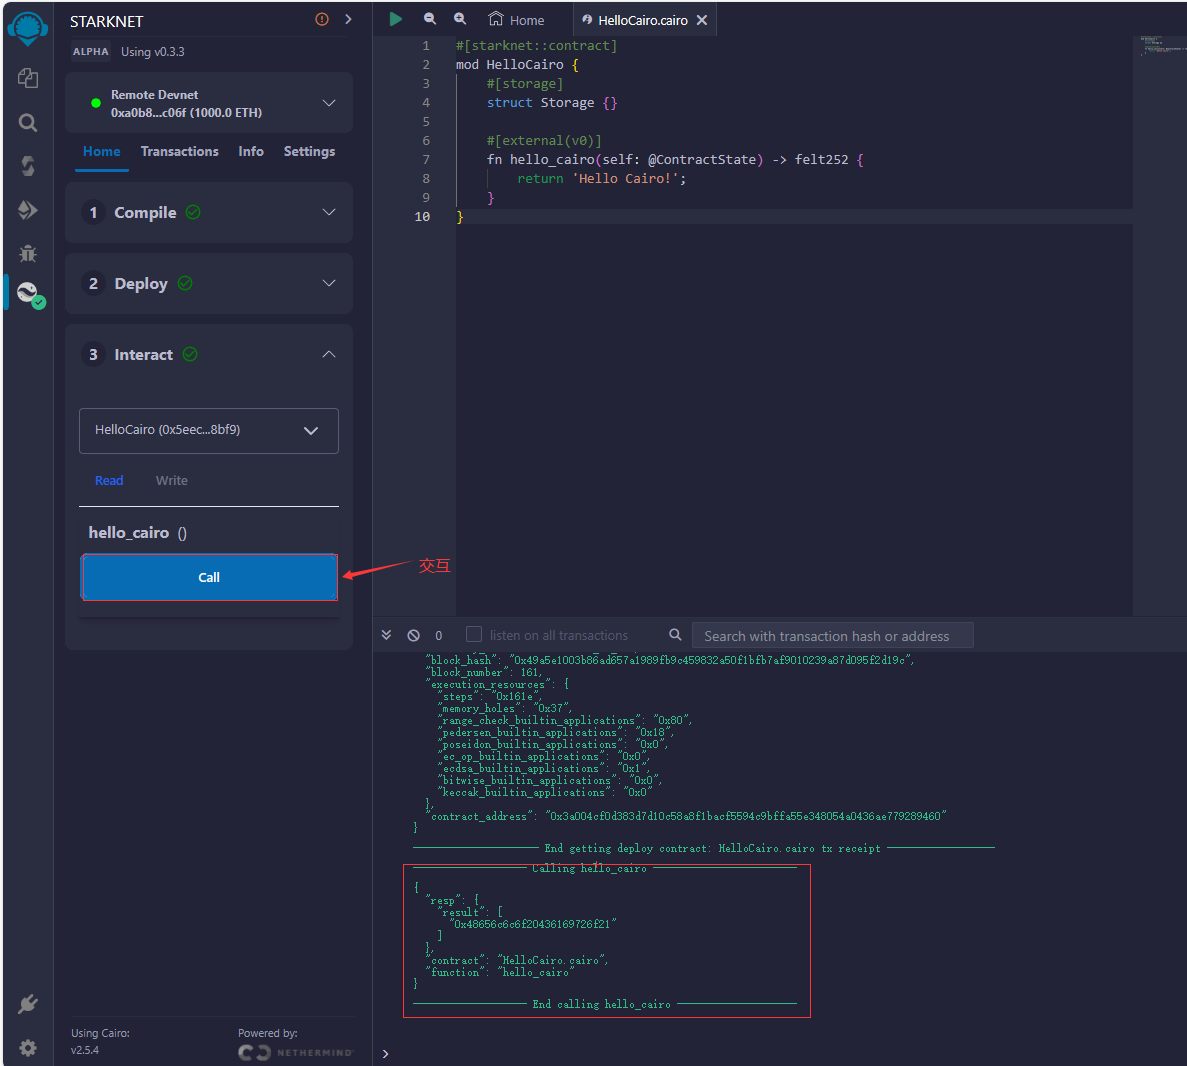 STARKNET
ALPHA Using v0.3.3
Remote Devnet
0xa0b8...c06f (1000.0 ETH)
Home Transactions Info Settings
1 Compile
2 Deploy
3 Interact
HelloCairo (0x5eec...8bf9)
Read Write
hello_cairo ()
Call
交互
Using Cairo:
v2.5.4
Powered by:
NETHERMIND
Home HelloCairo.cairo
1 #[starknet::contract]
2 mod HelloCairo {
3 #[storage]
4 struct Storage {}
5
6 #[external(v0)]
7 fn hello_cairo(self: @ContractState) -> felt252 {
8 return 'Hello Cairo!';
9 }
10 }
0 listen on all transactions Search with transaction hash or address
"block_hash": "0x49a5e1003b86ad657a1989fb9c459832a50f1bfb7af9010239a87d095f2d19c",
"block_number": 161,
"execution_resources": {
"steps": "0x161e",
"memory_holes": "0x37",
"range_check_builtin_applications": "0x80",
"pedersen_builtin_applications": "0x18",
"poseidon_builtin_applications": "0x0",
"ec_op_builtin_applications": "0x0",
"ecdsa_builtin_applications": "0x1",
"bitwise_builtin_applications": "0x0",
"keccak_builtin_applications": "0x0"
},
"contract_address": "0x3a004cf0d383d7d10c58a8f1bacf5594c9bffa55e348054a0436ae779289460"
}
End getting deploy contract: HelloCairo.cairo tx receipt
Calling hello_cairo
{
"resp": {
"result": [
"0x48656c6c6f20436169726f21"
]
},
"contract": "HelloCairo.cairo",
"function": "hello_cairo"
}
End calling hello_cairo
>